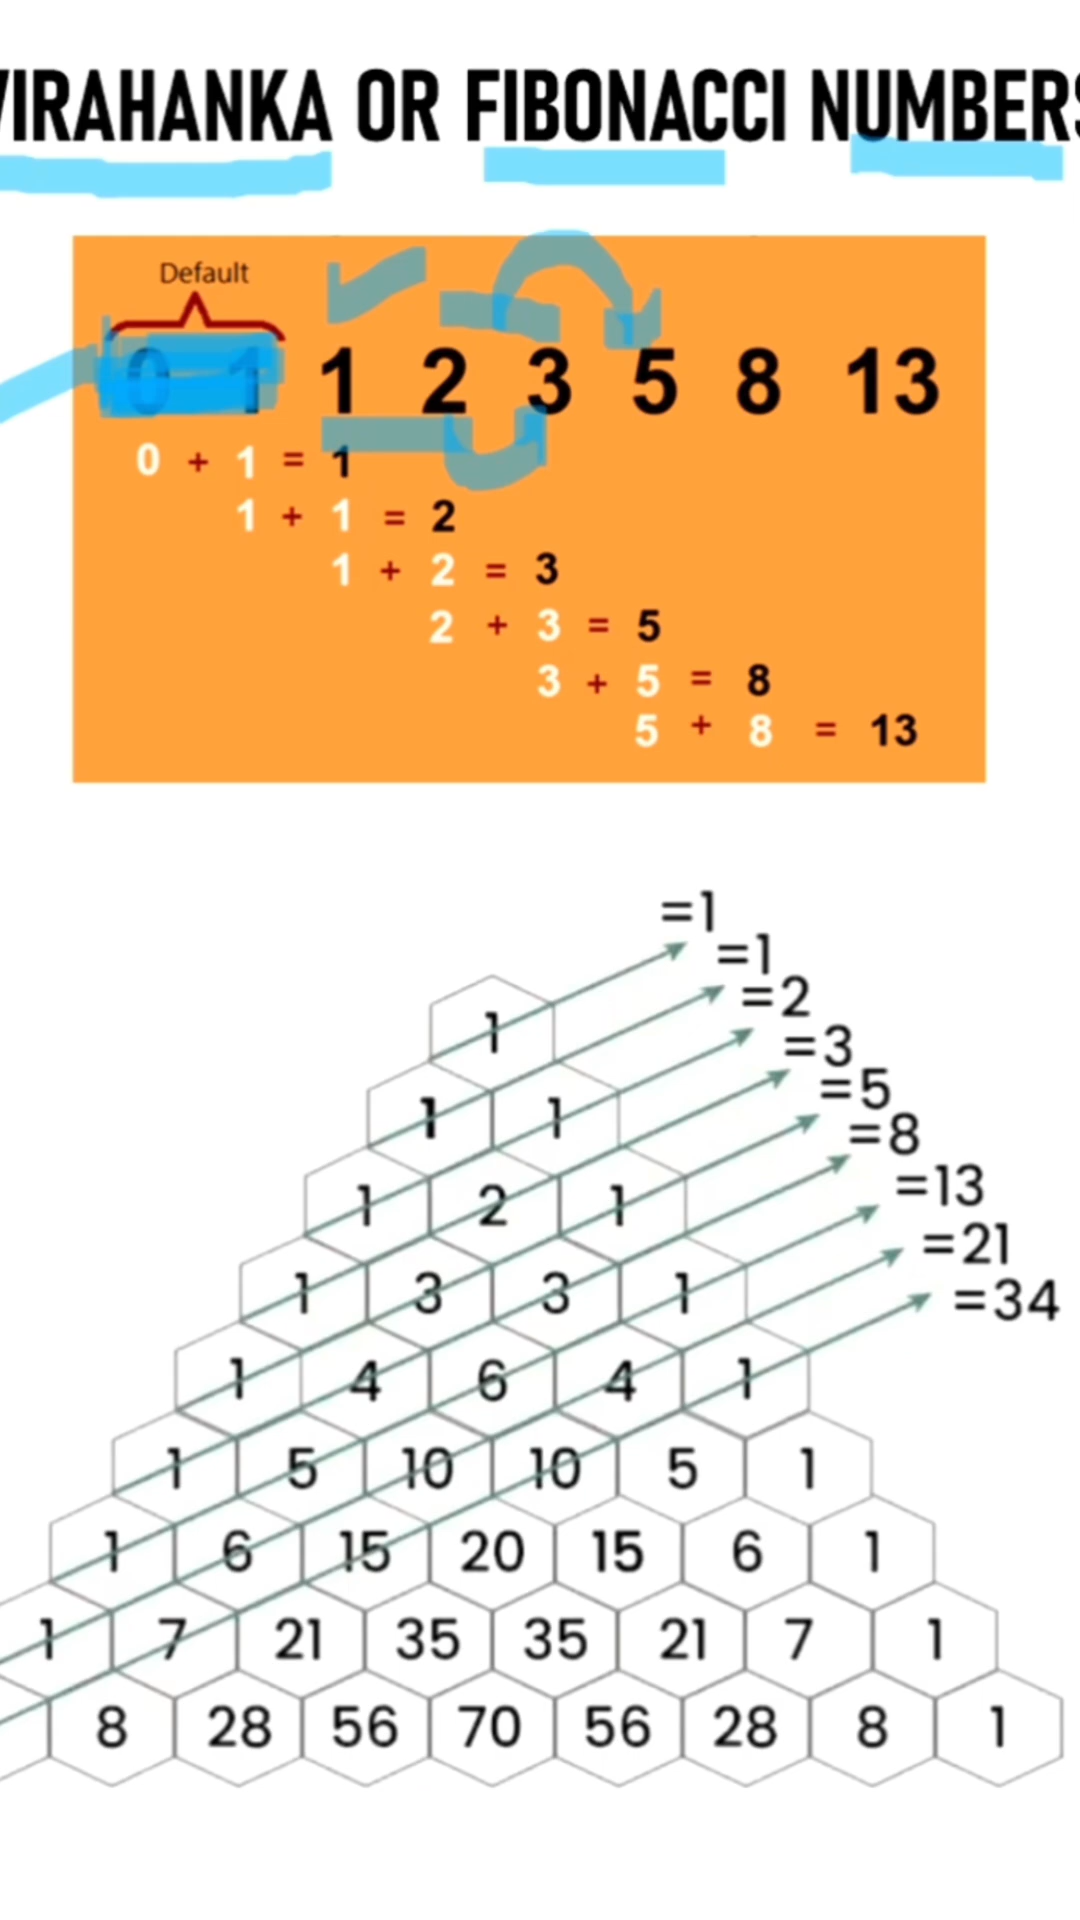 VIRAHANKA OR FIBONACCI NUMBERS
Default
0 1 1 2 3 5 8 13
0 + 1 = 1
1 + 1 = 2
1 + 2 = 3
2 + 3 = 5
3 + 5 = 8
5 + 8 = 13
=1
=1
=2
=3
=5
=8
=13
=21
=34
1
1 1
1 2 1
1 3 3 1
1 4 6 4 1
1 5 10 10 5 1
1 6 15 20 15 6 1
1 7 21 35 35 21 7 1
8 28 56 70 56 28 8 1